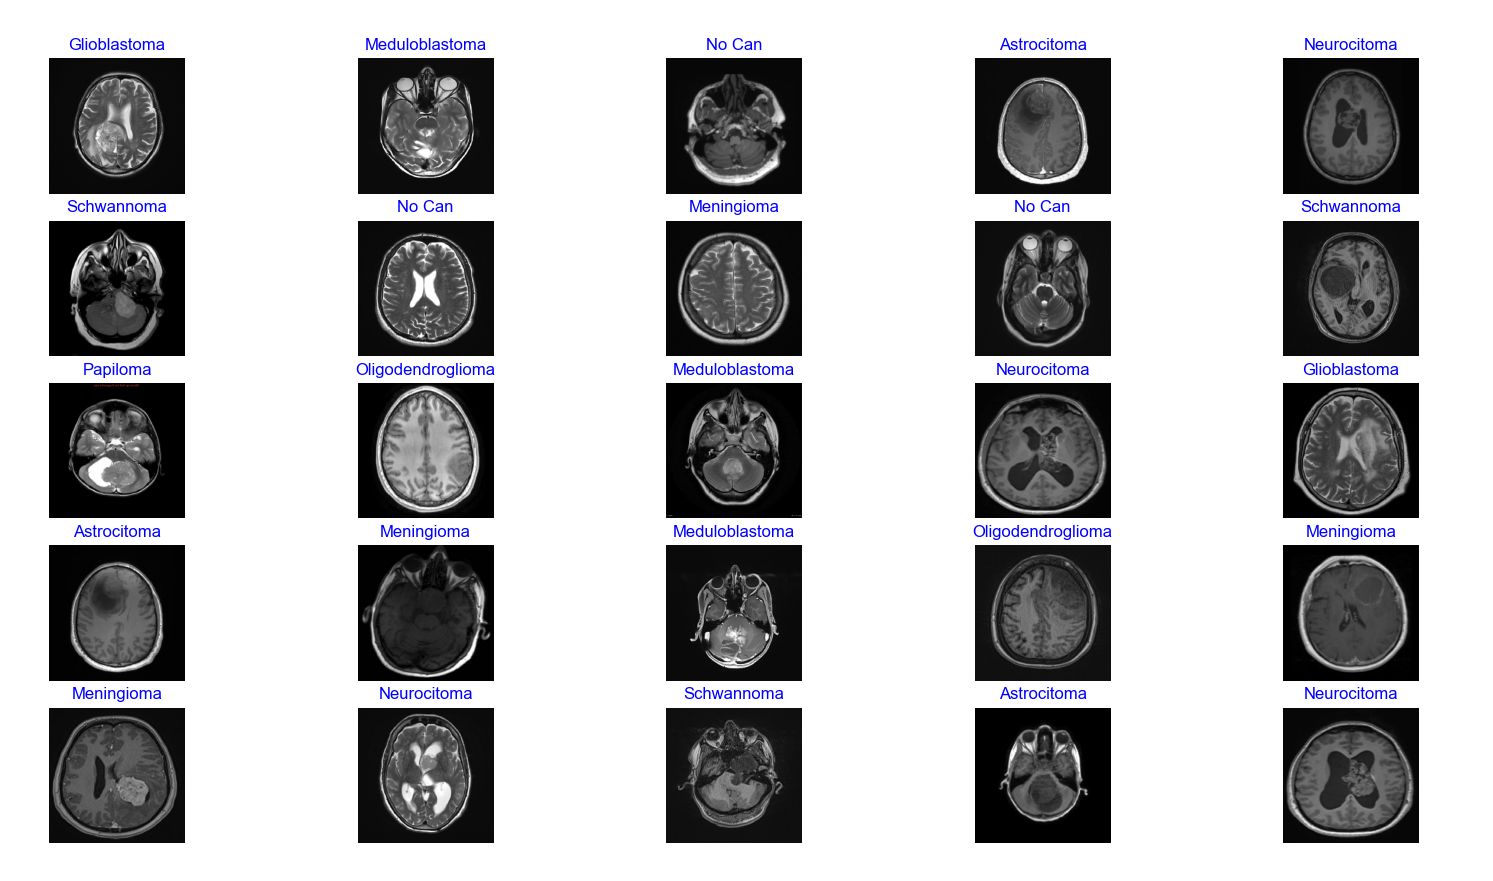 Glioblastoma
Meduloblastoma
No Can
Astrocitoma
Neurocitoma
Schwannoma
No Can
Meningioma
No Can
Schwannoma
Papiloma
Oligodendroglioma
Meduloblastoma
Neurocitoma
Glioblastoma
Astrocitoma
Meningioma
Meduloblastoma
Oligodendroglioma
Meningioma
Meningioma
Neurocitoma
Schwannoma
Astrocitoma
Neurocitoma